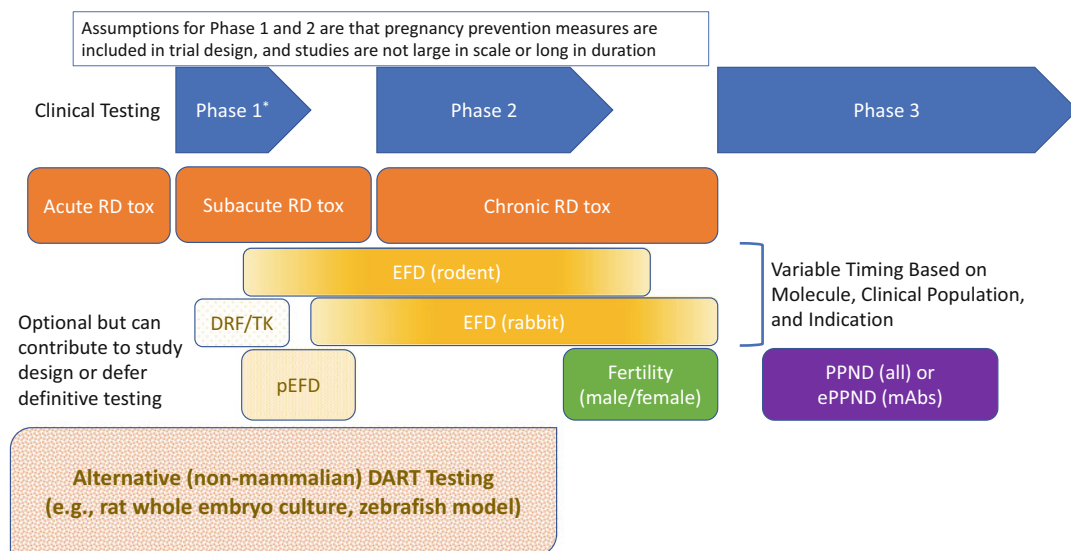 Assumptions for Phase 1 and 2 are that pregnancy prevention measures are
included in trial design, and studies are not large in scale or long in duration
Clinical Testing
Phase 1*
Phase 2
Phase 3
Acute RD tox
Subacute RD tox
Chronic RD tox
EFD (rodent)
Variable Timing Based on
Molecule, Clinical Population,
and Indication
DRF/TK
EFD (rabbit)
Optional but can
contribute to study
design or defer
definitive testing
pEFD
Fertility
(male/female)
PPND (all) or
ePPND (mAbs)
Alternative (non-mammalian) DART Testing
(e.g., rat whole embryo culture, zebrafish model)